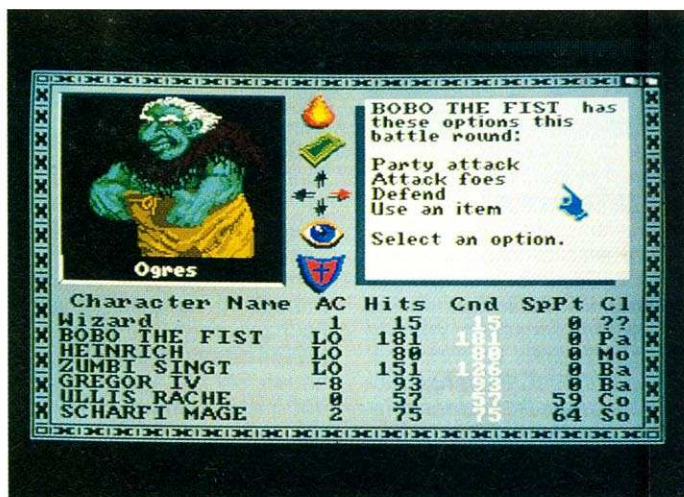 BOBO THE FIST has
these options this
battle round:
Party attack
Attack foes
Defend
Use an item
Select an option.
Ogres
Character Name AC Hits Cnd SpPt Cl
Wizard 1 15 15 0 ??
BOBO THE FIST LO 181 181 0 Pa
HEINRICH LO 80 80 0 Mo
ZUMBI SINGT LO 151 126 0 Ba
GREGOR IV -8 93 93 0 Ba
ULLIS RACHE 0 57 57 59 Co
SCHARFI MAGE 2 75 75 64 So